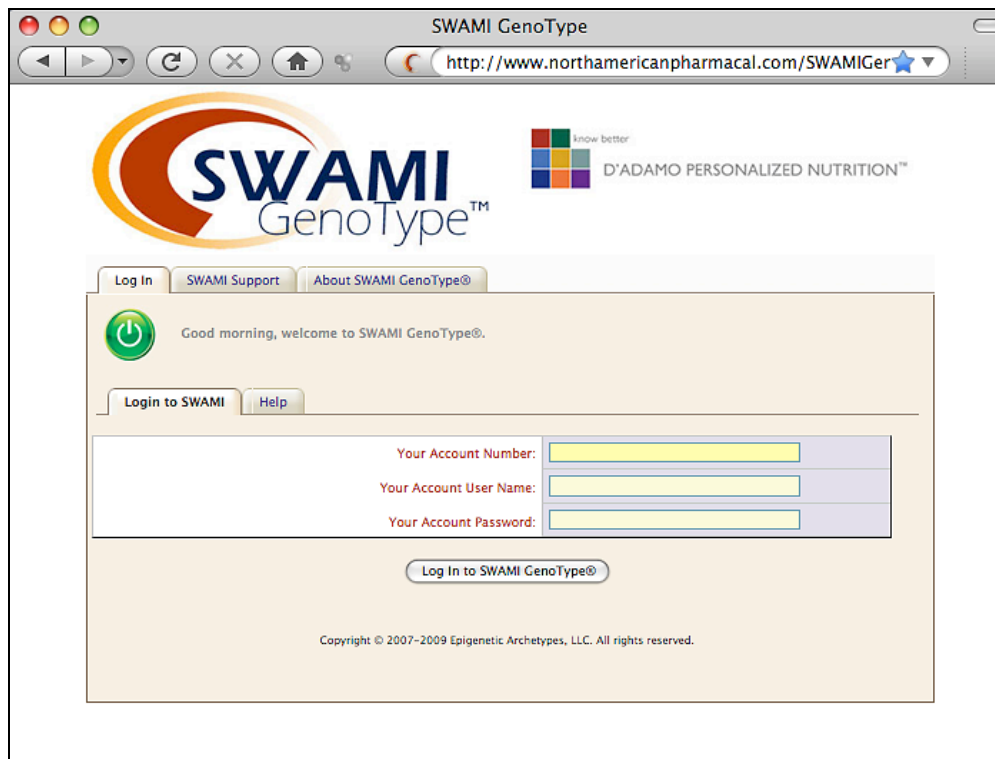 SWAMI GenoType
http://www.northamericanpharmacal.com/SWAMIGer
SWAMI
GenoType™
know better
D'ADAMO PERSONALIZED NUTRITION™
Log In SWAMI Support About SWAMI GenoType®
Good morning, welcome to SWAMI GenoType®.
Login to SWAMI Help
Your Account Number:
Your Account User Name:
Your Account Password:
Log In to SWAMI GenoType®
Copyright © 2007-2009 Epigenetic Archetypes, LLC. All rights reserved.